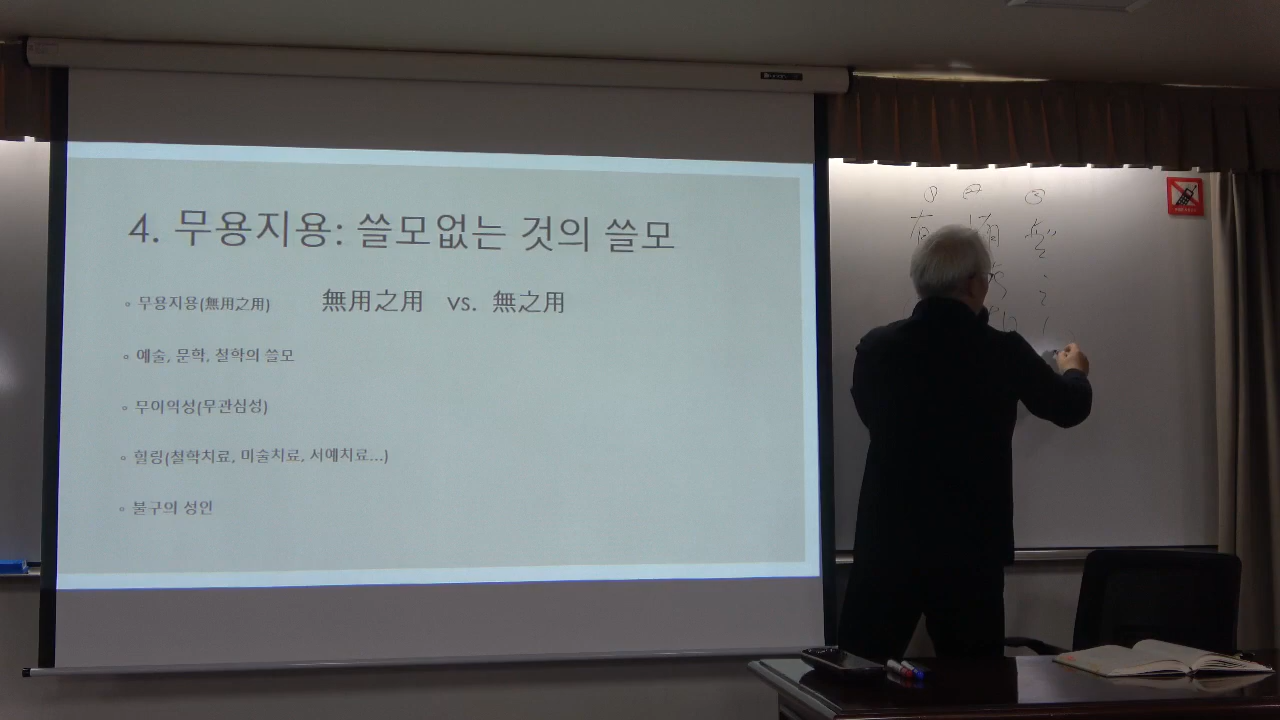 4. 무용지용: 쓸모없는 것의 쓸모
◦ 무용지용(無用之用) 無用之用 vs. 無之用
◦ 예술, 문학, 철학의 쓸모
◦ 무이익성(무관심성)
◦ 힐링(철학치료, 미술치료, 서예치료...)
◦ 불구의 성인
① ② ③